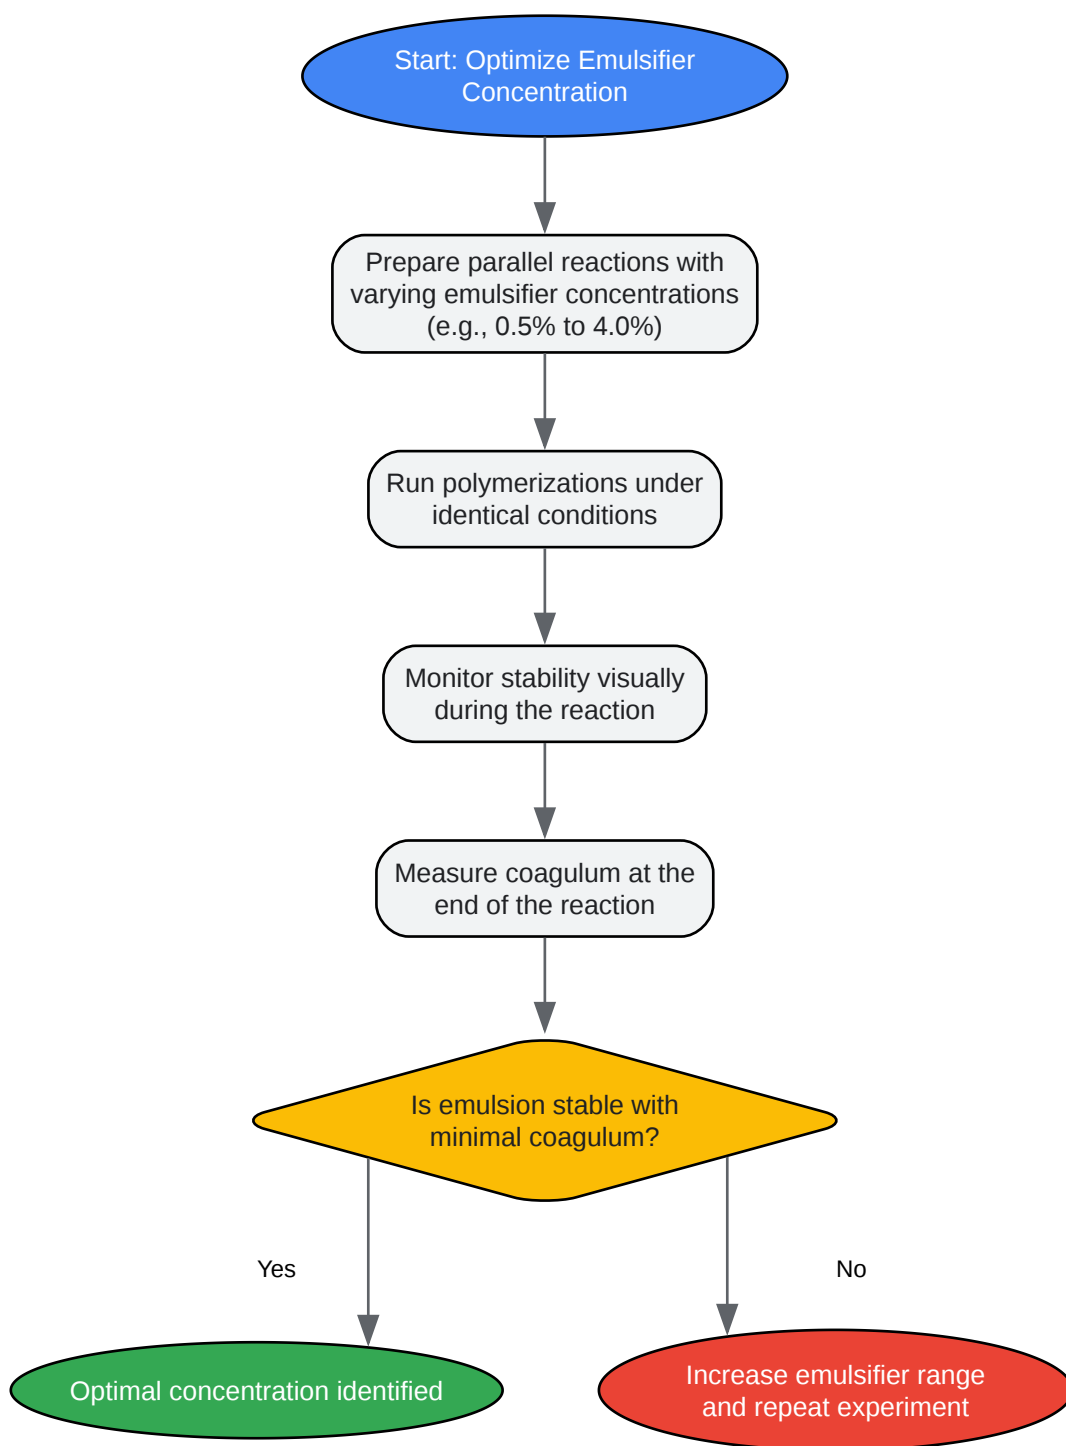 Start: Optimize Emulsifier
Concentration
Prepare parallel reactions with
varying emulsifier concentrations
(e.g., 0.5% to 4.0%)
Run polymerizations under
identical conditions
Monitor stability visually
during the reaction
Measure coagulum at the
end of the reaction
Is emulsion stable with
minimal coagulum?
Yes
No
Optimal concentration identified
Increase emulsifier range
and repeat experiment